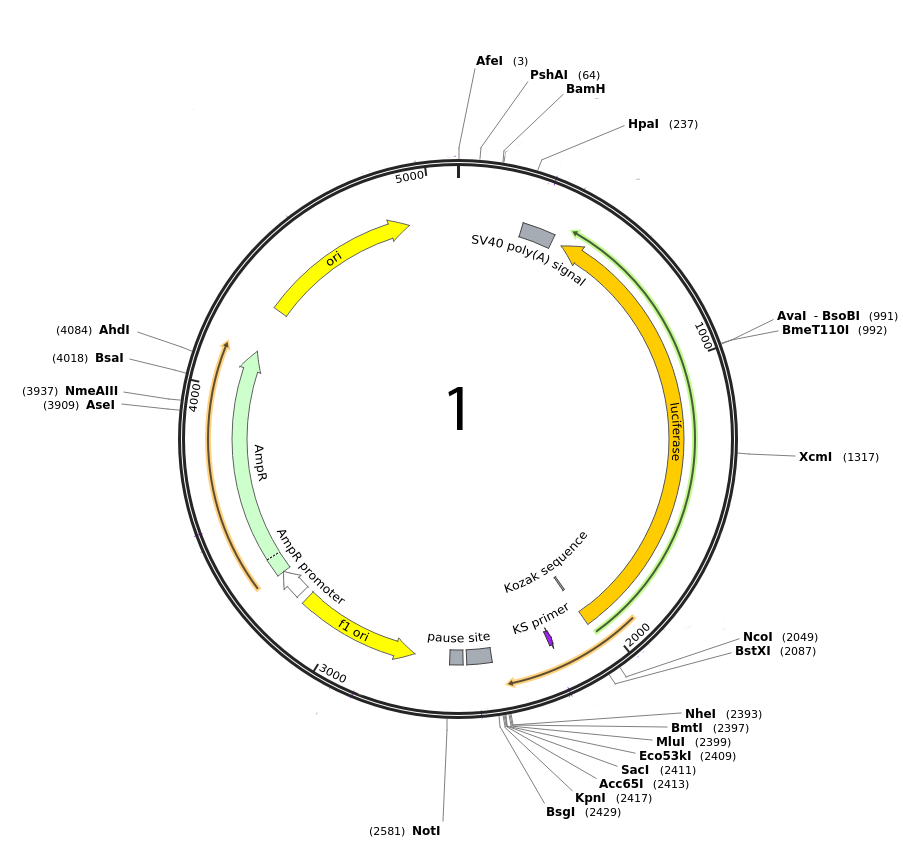 AfeI (3)
PshAI (64)
BamH
HpaI (237)
5000
SV40 poly(A) signal
ori
AvaI - BsoBI (991)
BmeT110I (992)
1000
(4084) AhdI
(4018) BsaI
(3937) NmeAIII
(3909) AseI
4000
1
luciferase
AmpR
XcmI (1317)
AmpR promoter
Kozak sequence
KS primer
f1 ori
pause site
2000
3000
NcoI (2049)
BstXI (2087)
NheI (2393)
BmtI (2397)
MluI (2399)
Eco53kI (2409)
SacI (2411)
Acc65I (2413)
KpnI (2417)
BsgI (2429)
(2581) NotI